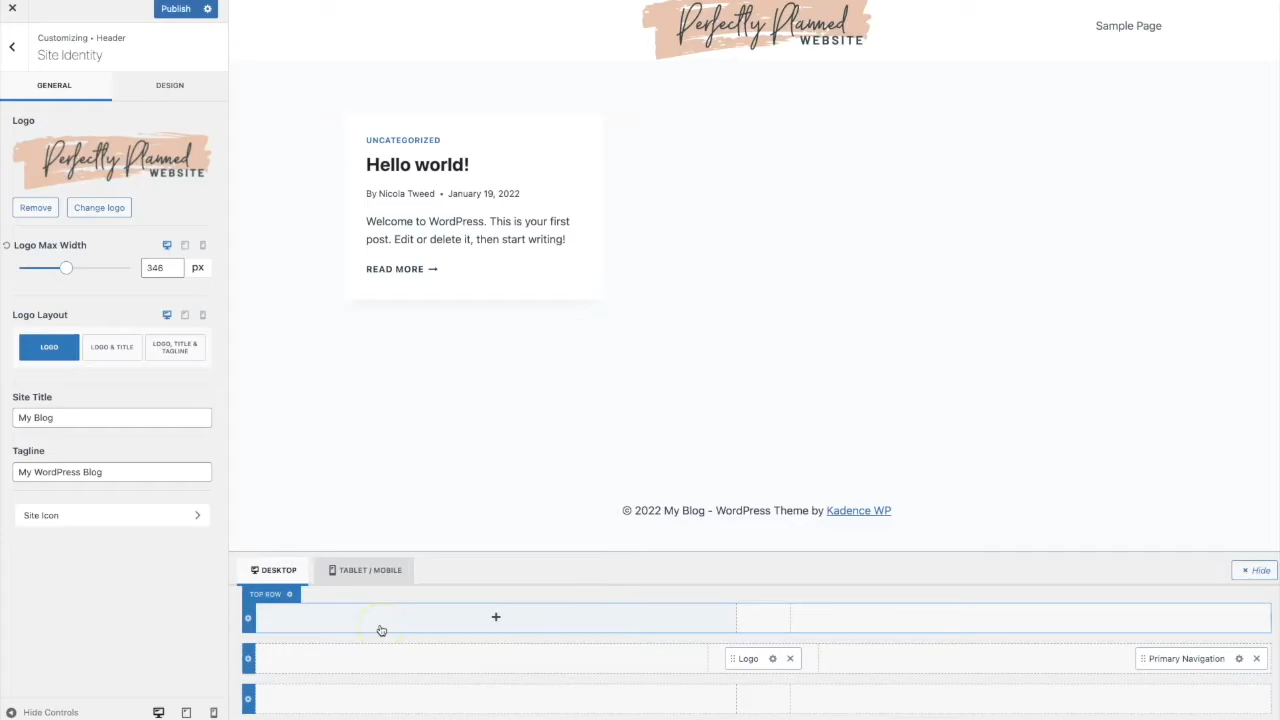 Publish
Customizing • Header
Site Identity
GENERAL
DESIGN
Logo
Perfectly Planned
WEBSITE
Remove
Change logo
Logo Max Width
346
px
Logo Layout
LOGO
LOGO & TITLE
LOGO, TITLE &
TAGLINE
Site Title
My Blog
Tagline
My WordPress Blog
Site Icon
Hide Controls
Perfectly Planned
WEBSITE
Sample Page
UNCATEGORIZED
Hello world!
By Nicola Tweed • January 19, 2022
Welcome to WordPress. This is your first
post. Edit or delete it, then start writing!
READ MORE →
© 2022 My Blog - WordPress Theme by Kadence WP
DESKTOP
TABLET / MOBILE
× Hide
TOP ROW
Logo
Primary Navigation